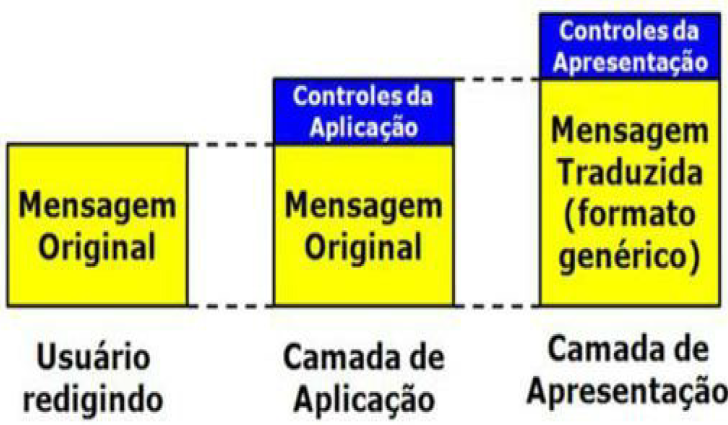 Mensagem
Original
Usuário
redigindo
Controles da
Aplicação
Mensagem
Original
Camada de
Aplicação
Controles da
Apresentação
Mensagem
Traduzida
(formato
genérico)
Camada de
Apresentação